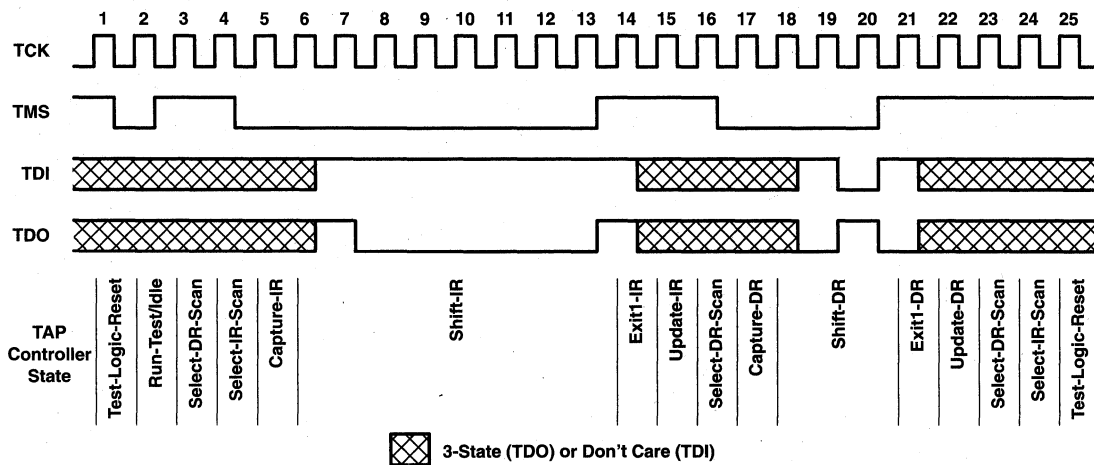 1 2 3 4 5 6 7 8 9 10 11 12 13 14 15 16 17 18 19 20 21 22 23 24 25
TCK
TMS
TDI
TDO
TAP
Controller
State
Test-Logic-Reset
Run-Test/Idle
Select-DR-Scan
Select-IR-Scan
Capture-IR
Shift-IR
Exit1-IR
Update-IR
Select-DR-Scan
Capture-DR
Shift-DR
Exit1-DR
Update-DR
Select-DR-Scan
Select-IR-Scan
Test-Logic-Reset
3-State (TDO) or Don't Care (TDI)